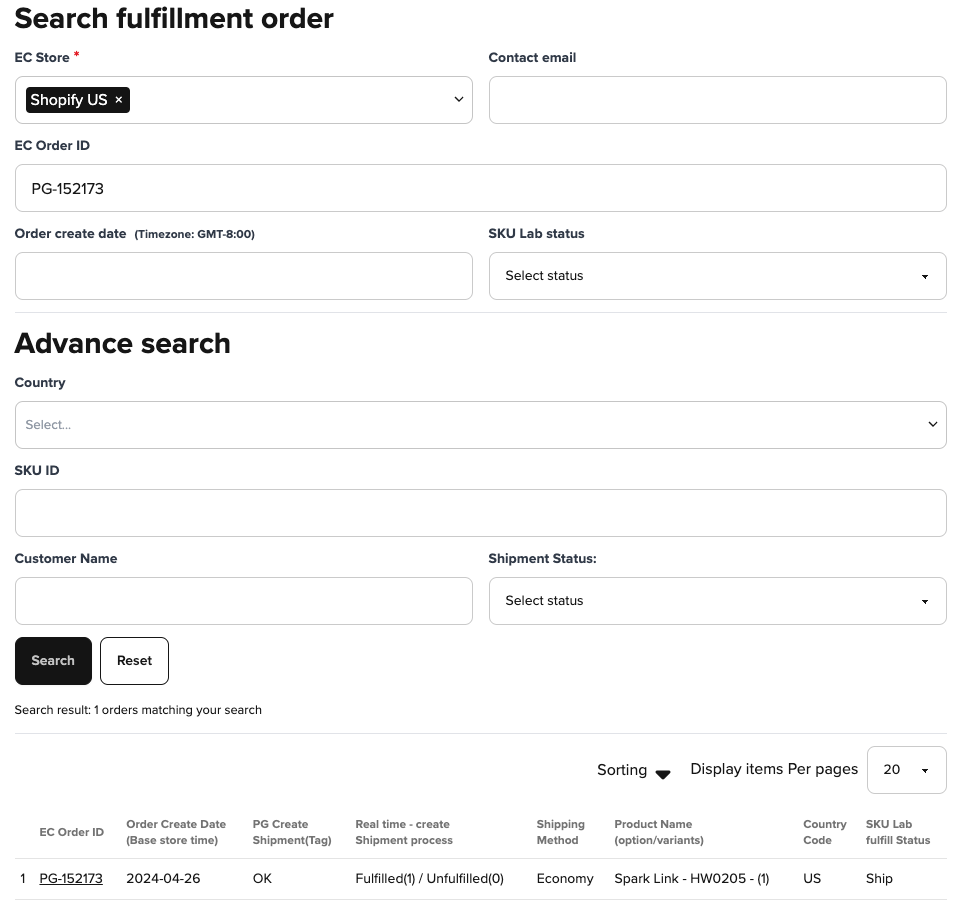 Search fulfillment order
EC Store *
Contact email
Shopify US ×
EC Order ID
PG-152173
Order create date (Timezone: GMT-8:00)
SKU Lab status
Select status
Advance search
Country
Select...
SKU ID
Customer Name
Shipment Status:
Select status
Search
Reset
Search result: 1 orders matching your search
Sorting
Display items Per pages
20
EC Order ID
Order Create Date
(Base store time)
PG Create
Shipment(Tag)
Real time - create
Shipment process
Shipping
Method
Product Name
(option/variants)
Country
Code
SKU Lab
fulfill Status
1 PG-152173 2024-04-26 OK Fulfilled(1) / Unfulfilled(0) Economy Spark Link - HW0205 - (1) US Ship